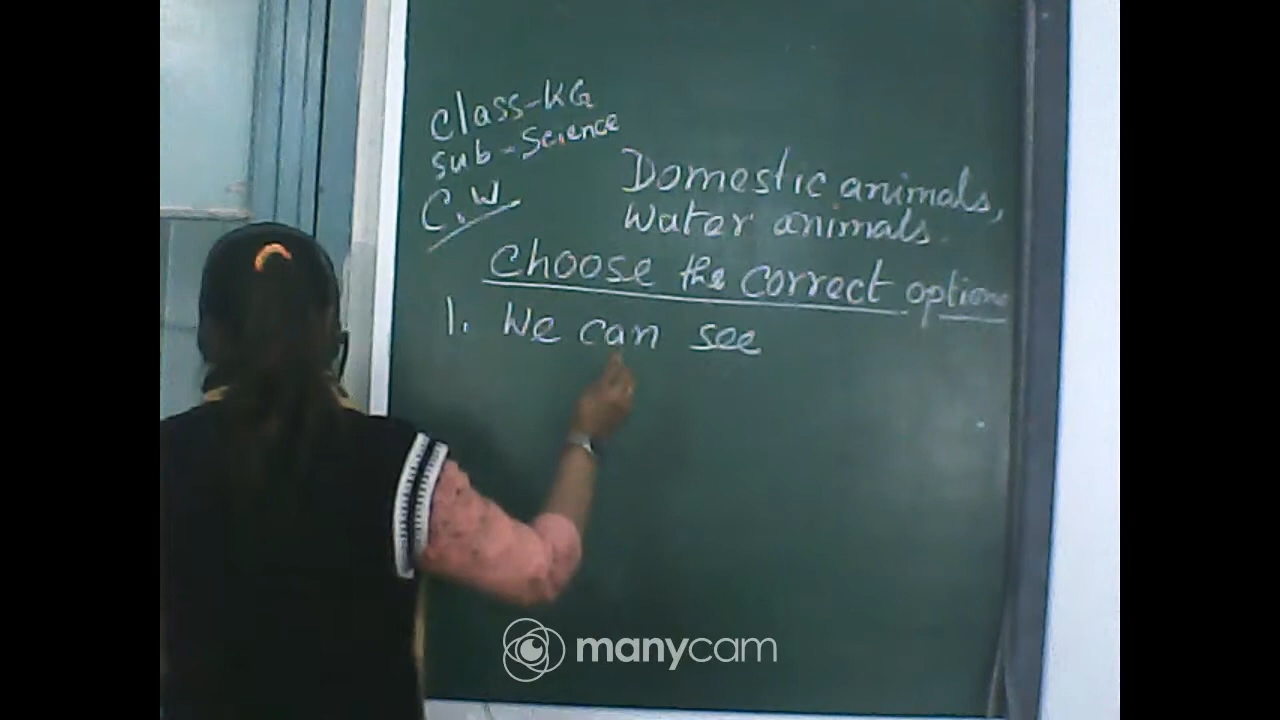 Class-KG
Sub-Science
C.W
Domestic animals,
Water animals.
Choose the correct options
1. We can see
manycam